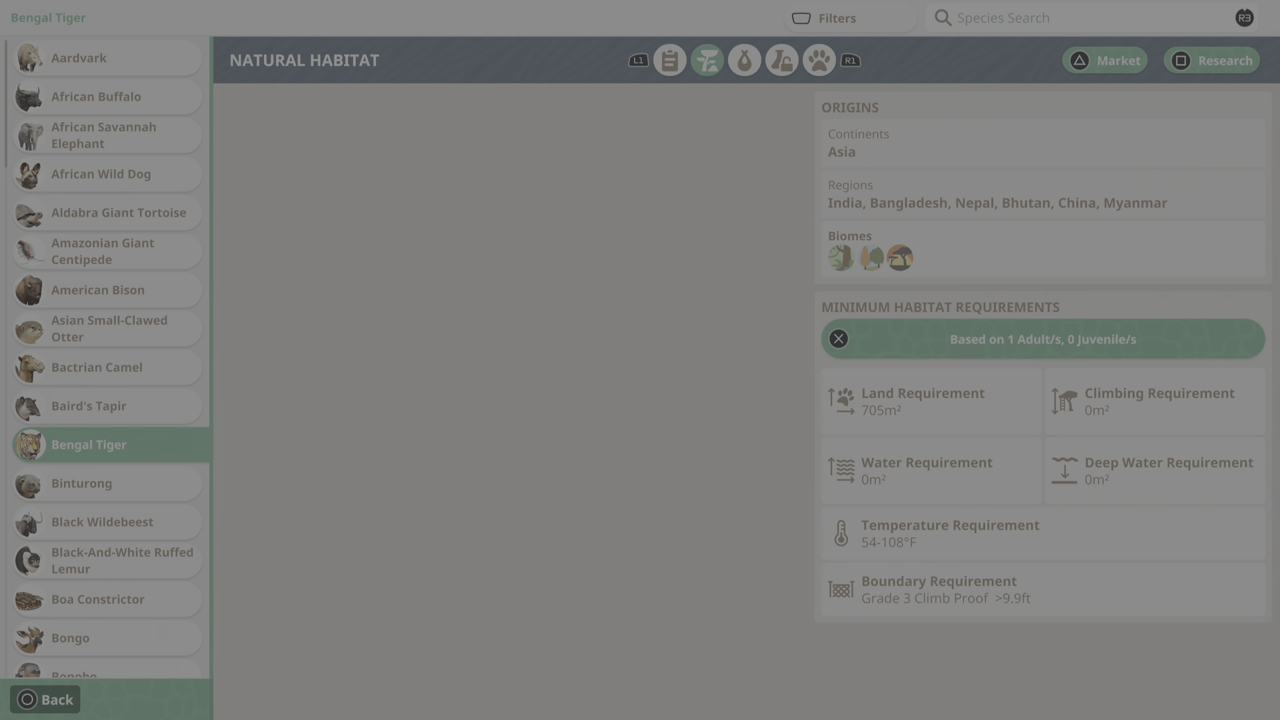 Bengal Tiger
Filters
Species Search
R3
Aardvark
African Buffalo
African Savannah
Elephant
African Wild Dog
Aldabra Giant Tortoise
Amazonian Giant
Centipede
American Bison
Asian Small-Clawed
Otter
Bactrian Camel
Baird's Tapir
Bengal Tiger
Binturong
Black Wildebeest
Black-And-White Ruffed
Lemur
Boa Constrictor
Bongo
Bonobo
Back
NATURAL HABITAT
L1
R1
Market
Research
ORIGINS
Continents
Asia
Regions
India, Bangladesh, Nepal, Bhutan, China, Myanmar
Biomes
MINIMUM HABITAT REQUIREMENTS
Based on 1 Adult/s, 0 Juvenile/s
Land Requirement
705m²
Climbing Requirement
0m²
Water Requirement
0m²
Deep Water Requirement
0m²
Temperature Requirement
54-108°F
Boundary Requirement
Grade 3 Climb Proof >9.9ft